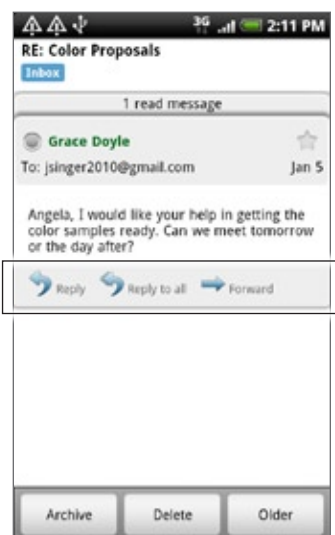 3G 2:11 PM
RE: Color Proposals
Inbox
1 read message
Grace Doyle
To: jsinger2010@gmail.com Jan 5
Angela, I would like your help in getting the
color samples ready. Can we meet tomorrow
or the day after?
Reply Reply to all Forward
Archive Delete Older